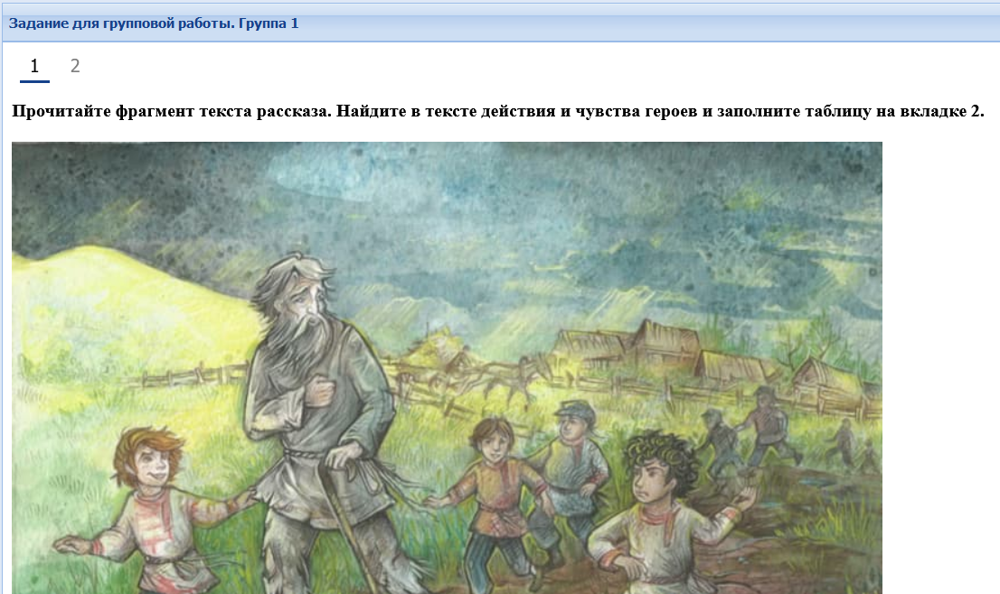 Задание для групповой работы. Группа 1
1 2
Прочитайте фрагмент текста рассказа. Найдите в тексте действия и чувства героев и заполните таблицу на вкладке 2.